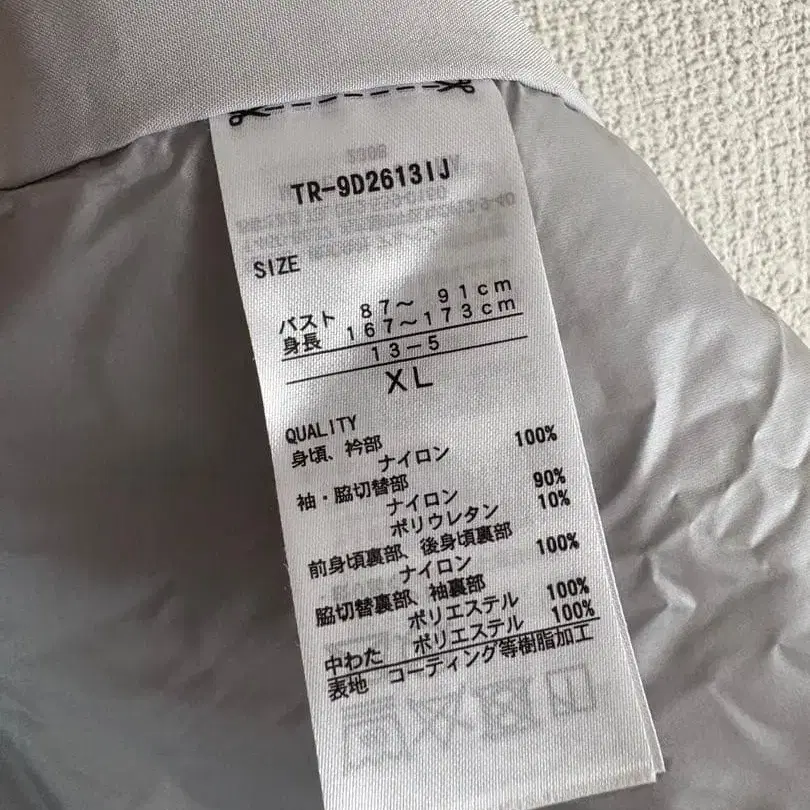 TR-9D2613IJ
SIZE
バスト 87〜 91cm
身長 167〜173cm
13-5
XL
QUALITY
身頃、衿部
ナイロン 100%
袖・脇切替部
ナイロン 90%
ポリウレタン 10%
前身頃裏部、後身頃裏部
ナイロン 100%
脇切替裏部、袖裏部
ポリエステル 100%
中わた ポリエステル 100%
表地 コーティング等樹脂加工